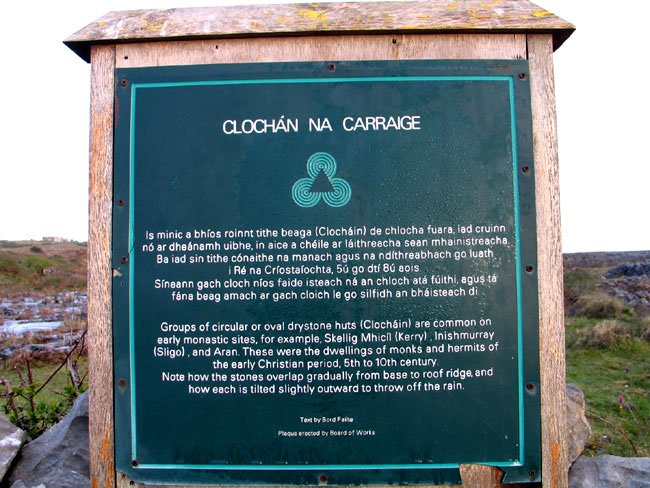 CLOCHÁN NA CARRAIGE
Is minic a bhíos roinnt tithe beaga (Clocháin) de chlocha fuara, iad cruinn
nó ar dheánamh uibhe, in aice a chéile ar láithreacha sean mhainistreacha.
Ba iad sin tithe cónaithe na manach agus na ndíthreabhach go luath
i Ré na Críostaíochta, 5ú go dtí 8ú aois.
Síneann gach cloch níos faide isteach ná an chloch atá fúithi, agus tá
fána beag amach ar gach cloich le go silfidh an bháisteach di.
Groups of circular or oval drystone huts (Clocháin) are common on
early monastic sites, for example, Skellig Mhicíl (Kerry), Inishmurray
(Sligo), and Aran. These were the dwellings of monks and hermits of
the early Christian period, 5th to 10th century.
Note how the stones overlap gradually from base to roof ridge, and
how each is tilted slightly outward to throw off the rain.
Text by Bord Failte
Plaque erected by Board of Works